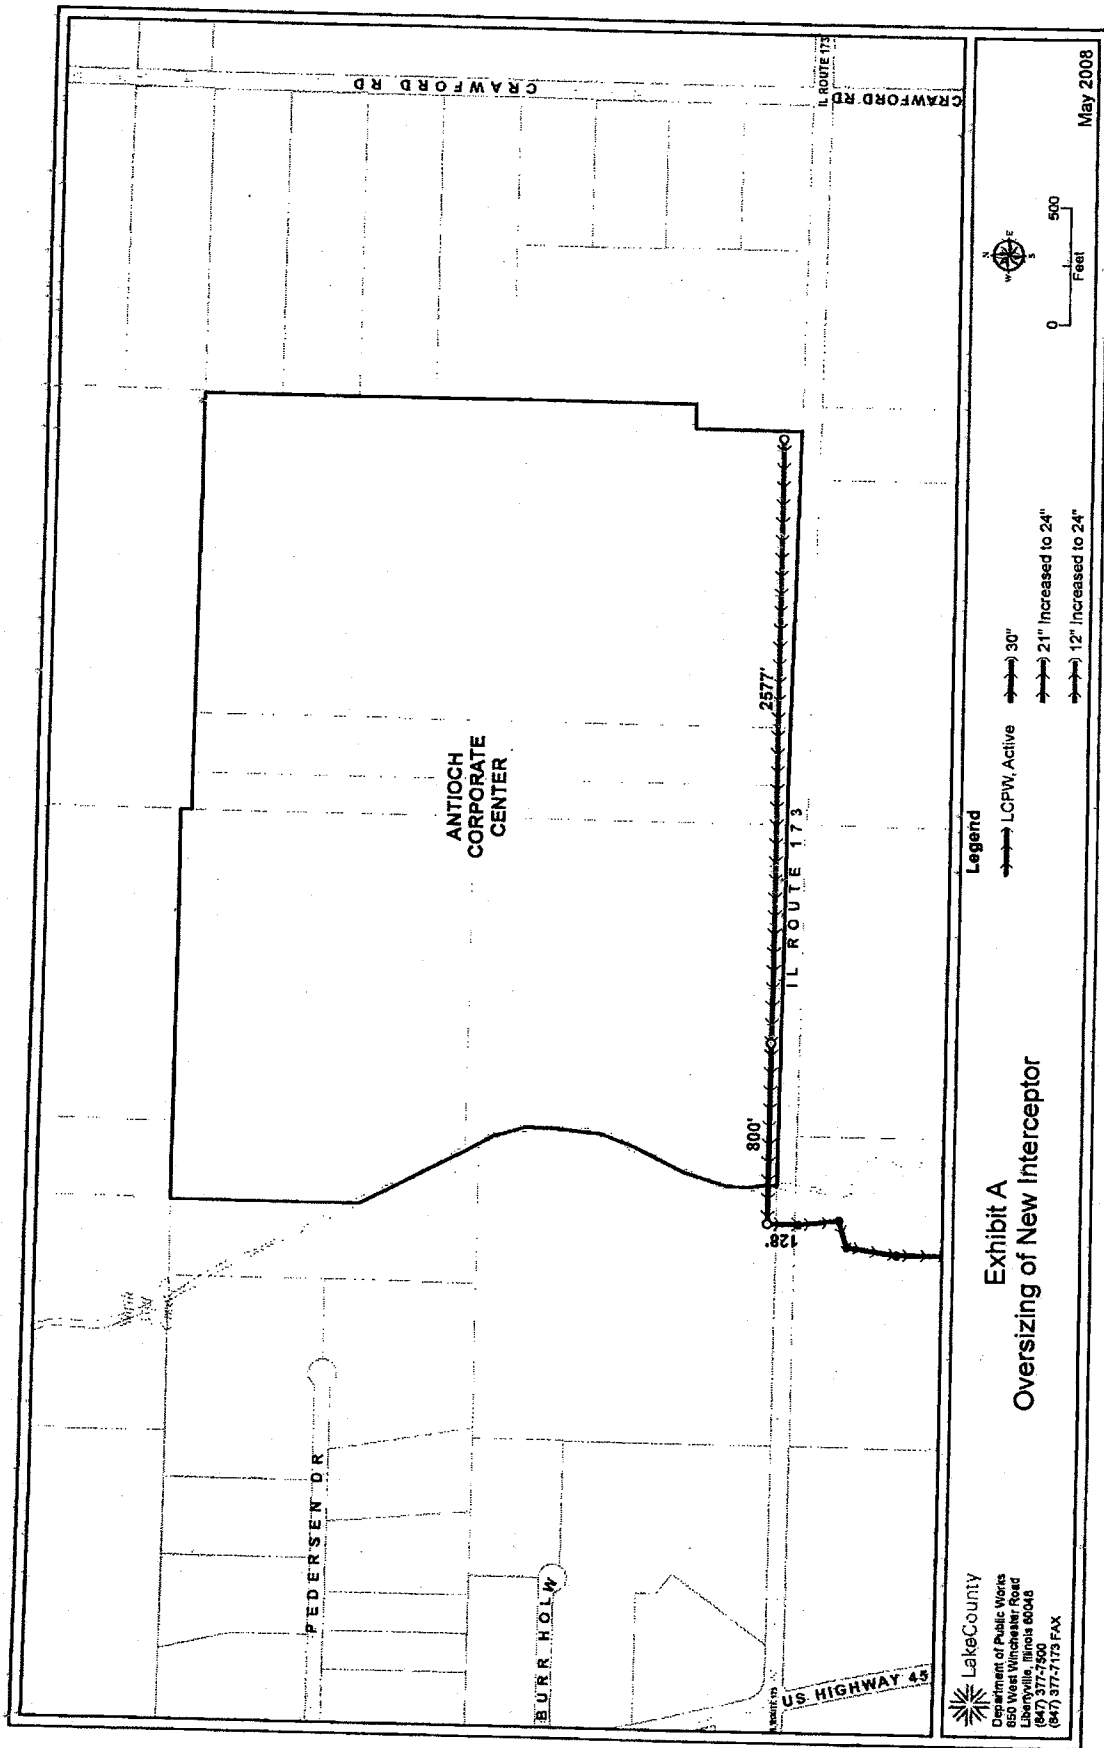 CRAWFORD RD
IL ROUTE 173
CRAWFORD RD
ANTIOCH
CORPORATE
CENTER
2577'
IL ROUTE 173
800'
128'
PEDERSEN DR
BURR HOLW
US HIGHWAY 45
LakeCounty
Department of Public Works
650 West Winchester Road
Libertyville, Illinois 60048
(847) 377-7500
(847) 377-7173 FAX
Exhibit A
Oversizing of New Interceptor
Legend
LCPW, Active
30"
21" Increased to 24"
12" Increased to 24"
N
W
E
S
0
500
Feet
May 2008